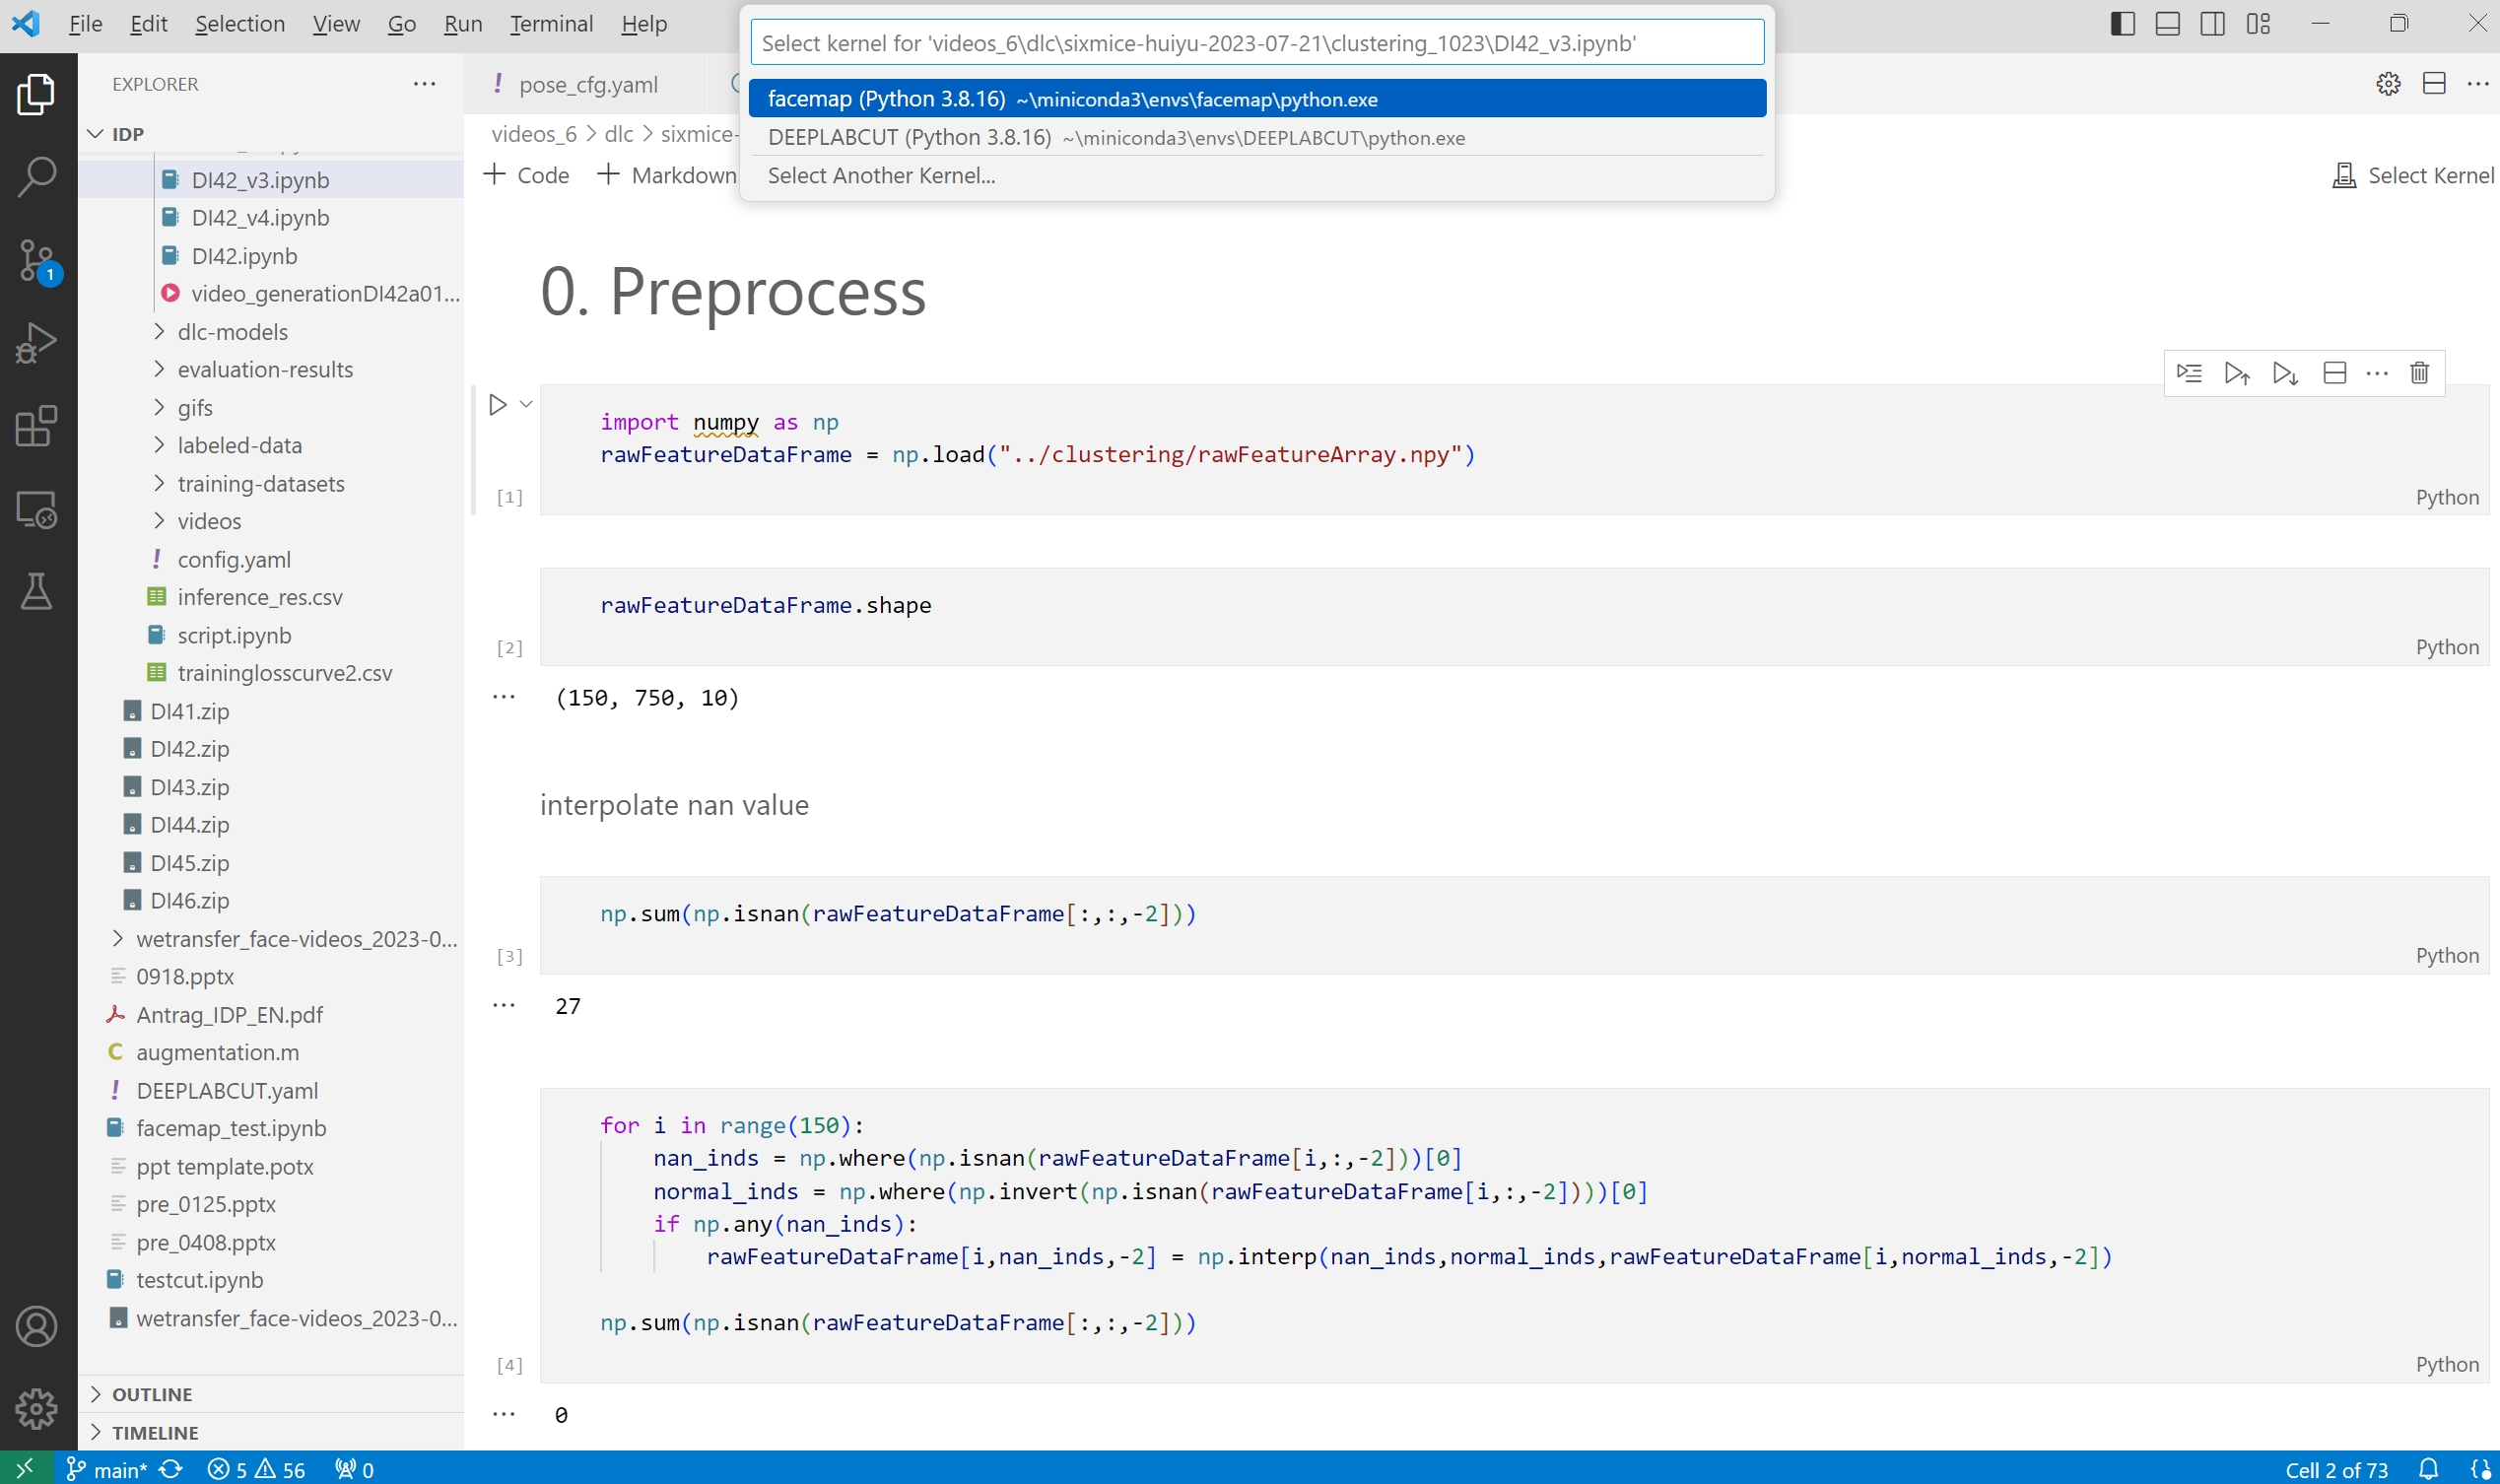 File Edit Selection View Go Run Terminal Help
Select kernel for 'videos_6\dlc\sixmice-huiyu-2023-07-21\clustering_1023\DI42_v3.ipynb'
facemap (Python 3.8.16) ~\miniconda3\envs\facemap\python.exe
DEEPLABCUT (Python 3.8.16) ~\miniconda3\envs\DEEPLABCUT\python.exe
Select Another Kernel...
EXPLORER
IDP
DI42_v3.ipynb
DI42_v4.ipynb
DI42.ipynb
video_generationDI42a01...
dlc-models
evaluation-results
gifs
labeled-data
training-datasets
videos
! config.yaml
inference_res.csv
script.ipynb
traininglosscurve2.csv
DI41.zip
DI42.zip
DI43.zip
DI44.zip
DI45.zip
DI46.zip
wetransfer_face-videos_2023-0...
0918.pptx
Antrag_IDP_EN.pdf
C augmentation.m
! DEEPLABCUT.yaml
facemap_test.ipynb
ppt template.potx
pre_0125.pptx
pre_0408.pptx
testcut.ipynb
wetransfer_face-videos_2023-0...
OUTLINE
TIMELINE
1
! pose_cfg.yaml
videos_6 > dlc > sixmice-
+ Code + Markdown
Select Kernel
0. Preprocess
import numpy as np
rawFeatureDataFrame = np.load("../clustering/rawFeatureArray.npy")
[1]
Python
rawFeatureDataFrame.shape
[2]
Python
... (150, 750, 10)
interpolate nan value
np.sum(np.isnan(rawFeatureDataFrame[:,:,-2]))
[3]
Python
... 27
for i in range(150):
nan_inds = np.where(np.isnan(rawFeatureDataFrame[i,:,-2]))[0]
normal_inds = np.where(np.invert(np.isnan(rawFeatureDataFrame[i,:,-2])))[0]
if np.any(nan_inds):
rawFeatureDataFrame[i,nan_inds,-2] = np.interp(nan_inds,normal_inds,rawFeatureDataFrame[i,normal_inds,-2])
np.sum(np.isnan(rawFeatureDataFrame[:,:,-2]))
[4]
Python
... 0
main* 5 56 0
Cell 2 of 73